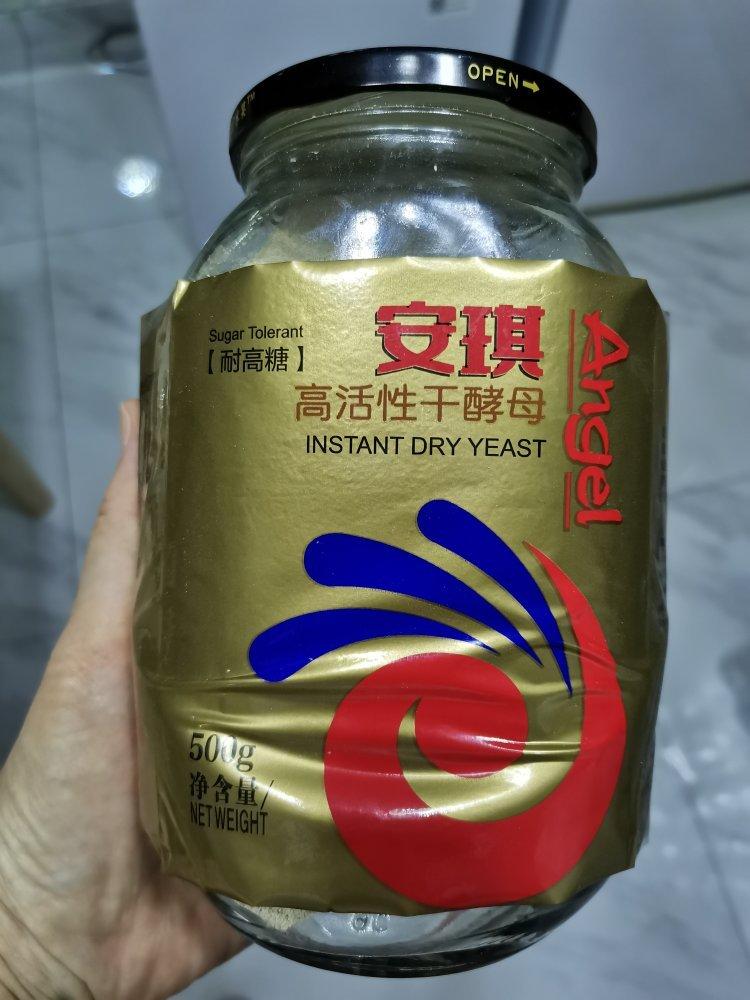 OPEN
Sugar Tolerant
【耐高糖】
安琪
Angel
高活性干酵母
INSTANT DRY YEAST
500g
净含量/
NET WEIGHT